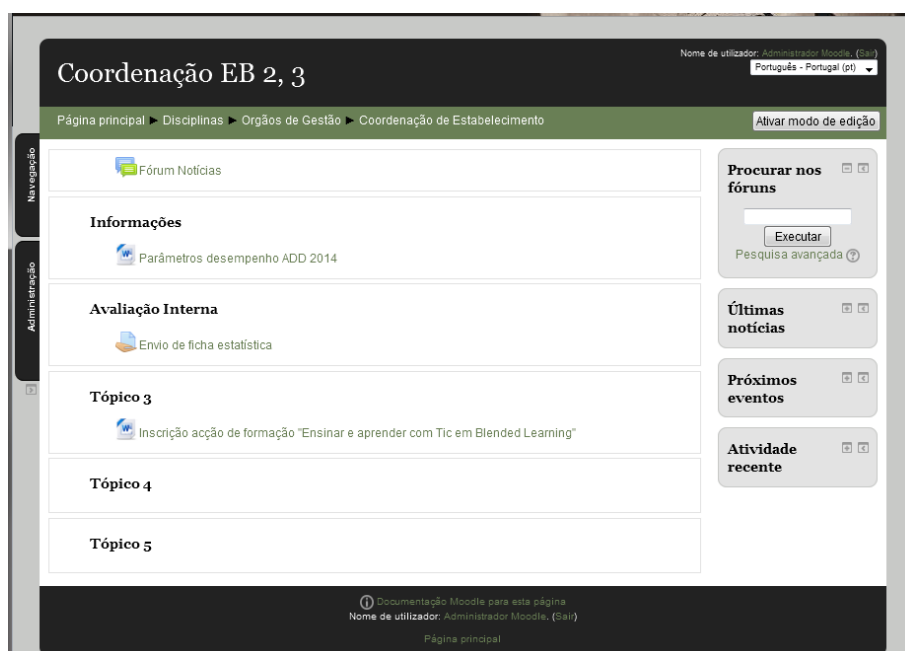 Nome de utilizador: Administrador Moodle. (Sair)
Coordenação EB 2, 3
Português - Portugal (pt)
Página principal ► Disciplinas ► Orgãos de Gestão ► Coordenação de Estabelecimento
Ativar modo de edição
Navegação
Administração
Fórum Notícias
Informações
Parâmetros desempenho ADD 2014
Avaliação Interna
Envio de ficha estatística
Tópico 3
Inscrição acção de formação "Ensinar e aprender com Tic em Blended Learning"
Tópico 4
Tópico 5
Procurar nos
fóruns
Executar
Pesquisa avançada
Últimas
notícias
Próximos
eventos
Atividade
recente
Documentação Moodle para esta página
Nome de utilizador: Administrador Moodle. (Sair)
Página principal